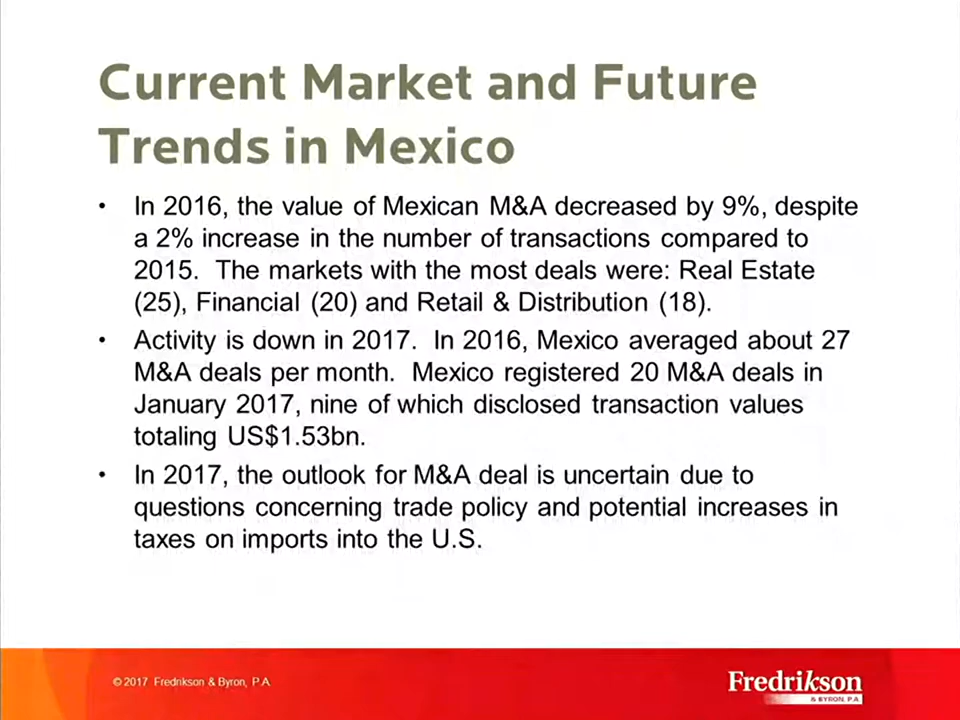 Current Market and Future
Trends in Mexico
• In 2016, the value of Mexican M&A decreased by 9%, despite
a 2% increase in the number of transactions compared to
2015.  The markets with the most deals were: Real Estate
(25), Financial (20) and Retail & Distribution (18).
• Activity is down in 2017.  In 2016, Mexico averaged about 27
M&A deals per month.  Mexico registered 20 M&A deals in
January 2017, nine of which disclosed transaction values
totaling US$1.53bn.
• In 2017, the outlook for M&A deal is uncertain due to
questions concerning trade policy and potential increases in
taxes on imports into the U.S.
© 2017 Fredrikson & Byron, P.A.
Fredrikson
& BYRON, P.A.